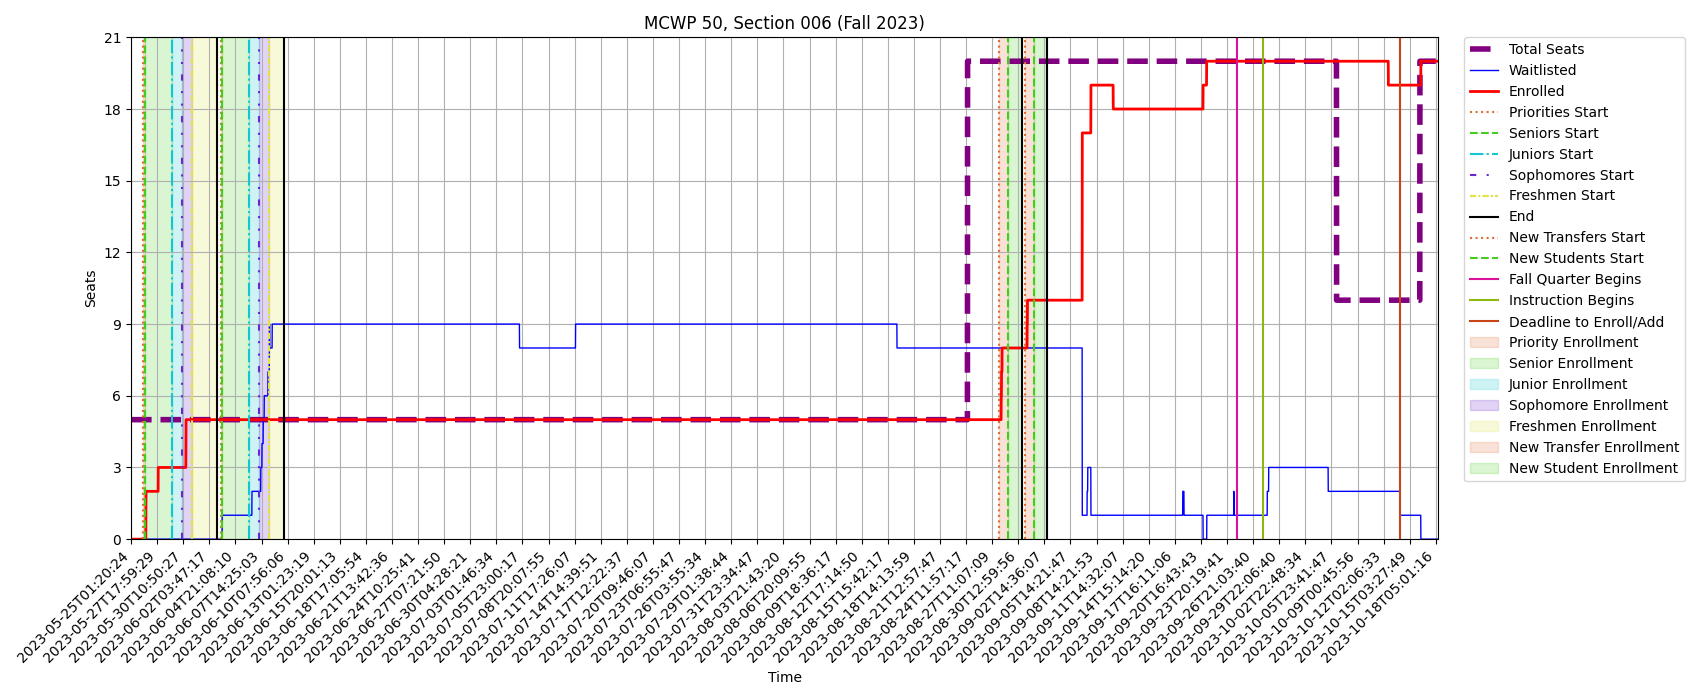 MCWP 50, Section 006 (Fall 2023)
21
18
15
12
9
6
3
0
Seats
2023-05-25T01:20:24
2023-05-27T17:59:29
2023-05-30T10:50:27
2023-06-02T03:47:17
2023-06-04T21:08:10
2023-06-07T14:25:03
2023-06-10T07:56:06
2023-06-13T01:23:19
2023-06-15T20:01:13
2023-06-18T17:05:54
2023-06-21T13:42:36
2023-06-24T10:25:41
2023-06-27T07:21:50
2023-06-30T04:28:21
2023-07-03T01:46:34
2023-07-05T23:00:17
2023-07-08T20:07:55
2023-07-11T17:26:07
2023-07-14T14:39:51
2023-07-17T12:22:37
2023-07-20T09:46:07
2023-07-23T06:55:47
2023-07-26T03:55:34
2023-07-29T01:38:44
2023-07-31T23:34:47
2023-08-03T21:43:20
2023-08-06T20:09:55
2023-08-09T18:36:17
2023-08-12T17:14:50
2023-08-15T15:42:17
2023-08-18T14:13:59
2023-08-21T12:57:47
2023-08-24T11:57:17
2023-08-27T11:07:09
2023-08-30T12:59:56
2023-09-02T14:36:07
2023-09-05T14:21:47
2023-09-08T14:21:53
2023-09-11T14:32:07
2023-09-14T15:14:20
2023-09-17T16:11:06
2023-09-20T16:43:43
2023-09-23T20:19:41
2023-09-26T21:03:40
2023-09-29T22:06:40
2023-10-02T22:48:34
2023-10-05T23:41:47
2023-10-09T00:45:56
2023-10-12T02:06:33
2023-10-15T03:27:49
2023-10-18T05:01:16
Time
Total Seats
Waitlisted
Enrolled
Priorities Start
Seniors Start
Juniors Start
Sophomores Start
Freshmen Start
End
New Transfers Start
New Students Start
Fall Quarter Begins
Instruction Begins
Deadline to Enroll/Add
Priority Enrollment
Senior Enrollment
Junior Enrollment
Sophomore Enrollment
Freshmen Enrollment
New Transfer Enrollment
New Student Enrollment